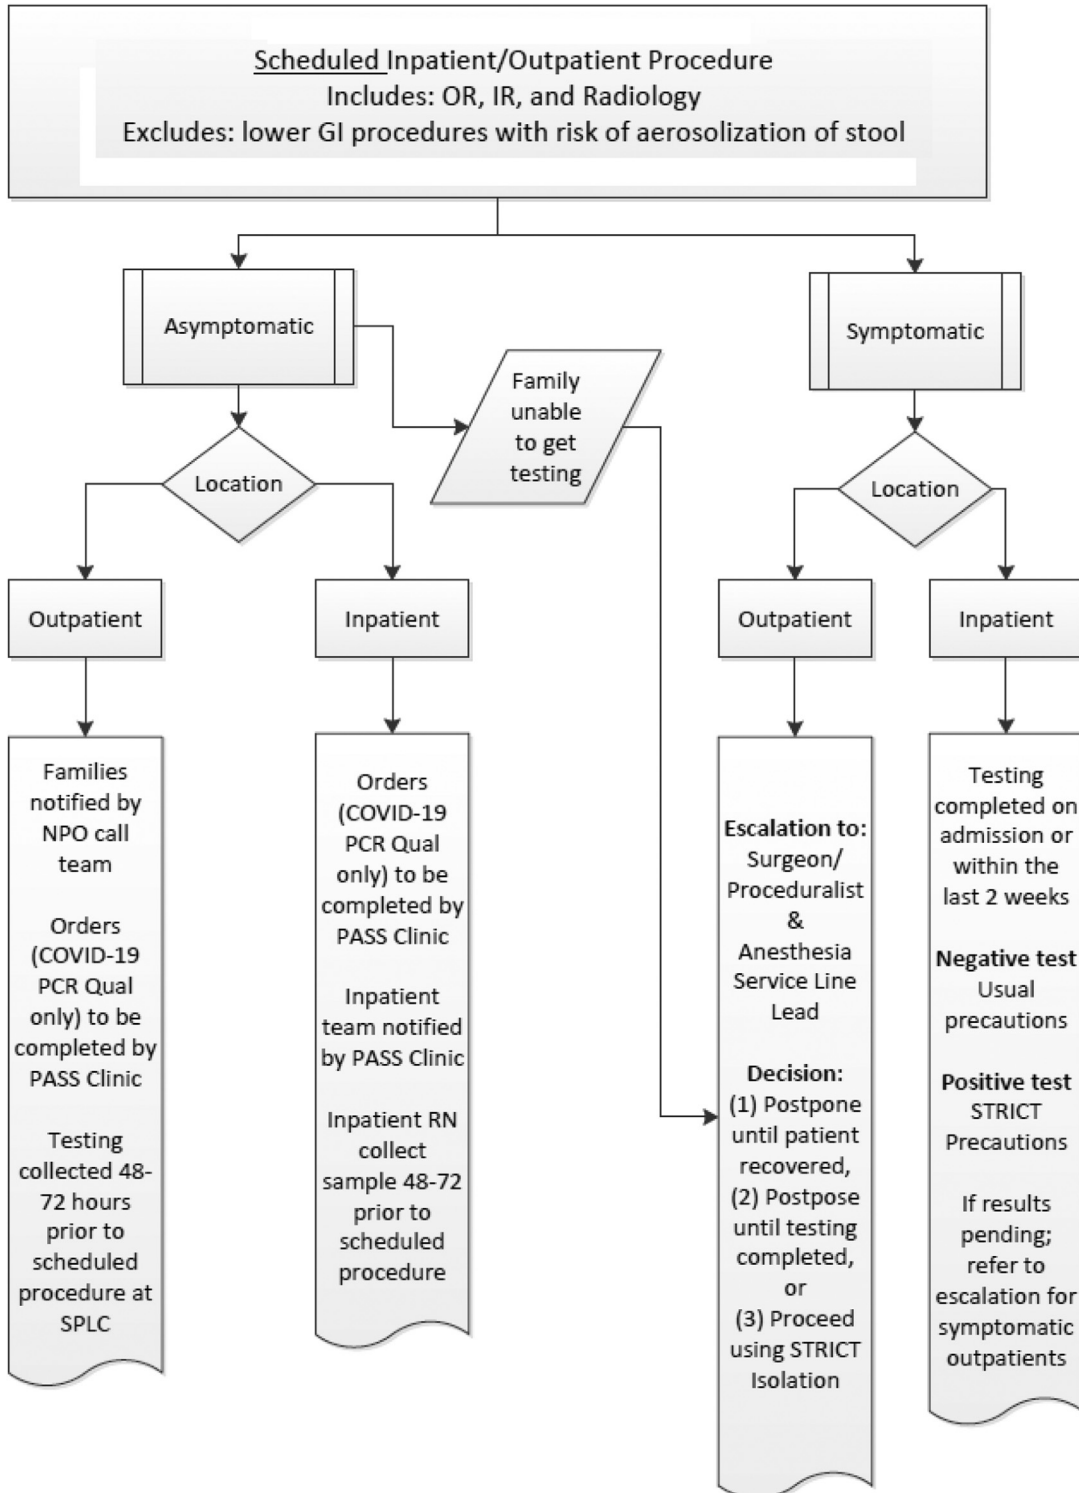 Scheduled Inpatient/Outpatient Procedure
Includes: OR, IR, and Radiology
Excludes: lower GI procedures with risk of aerosolization of stool
Asymptomatic
Symptomatic
Family
unable
to get
testing
Location
Location
Outpatient
Inpatient
Outpatient
Inpatient
Families
notified by
NPO call
team
Orders
(COVID-19
PCR Qual
only) to be
completed by
PASS Clinic
Testing
collected 48-
72 hours
prior to
scheduled
procedure at
SPLC
Orders
(COVID-19
PCR Qual
only) to be
completed by
PASS Clinic
Inpatient
team notified
by PASS Clinic
Inpatient RN
collect
sample 48-72
prior to
scheduled
procedure
Escalation to:
Surgeon/
Proceduralist
&
Anesthesia
Service Line
Lead
Decision:
(1) Postpone
until patient
recovered,
(2) Postpose
until testing
completed,
or
(3) Proceed
using STRICT
Isolation
Testing
completed on
admission or
within the
last 2 weeks
Negative test
Usual
precautions
Positive test
STRICT
Precautions
If results
pending;
refer to
escalation for
symptomatic
outpatients